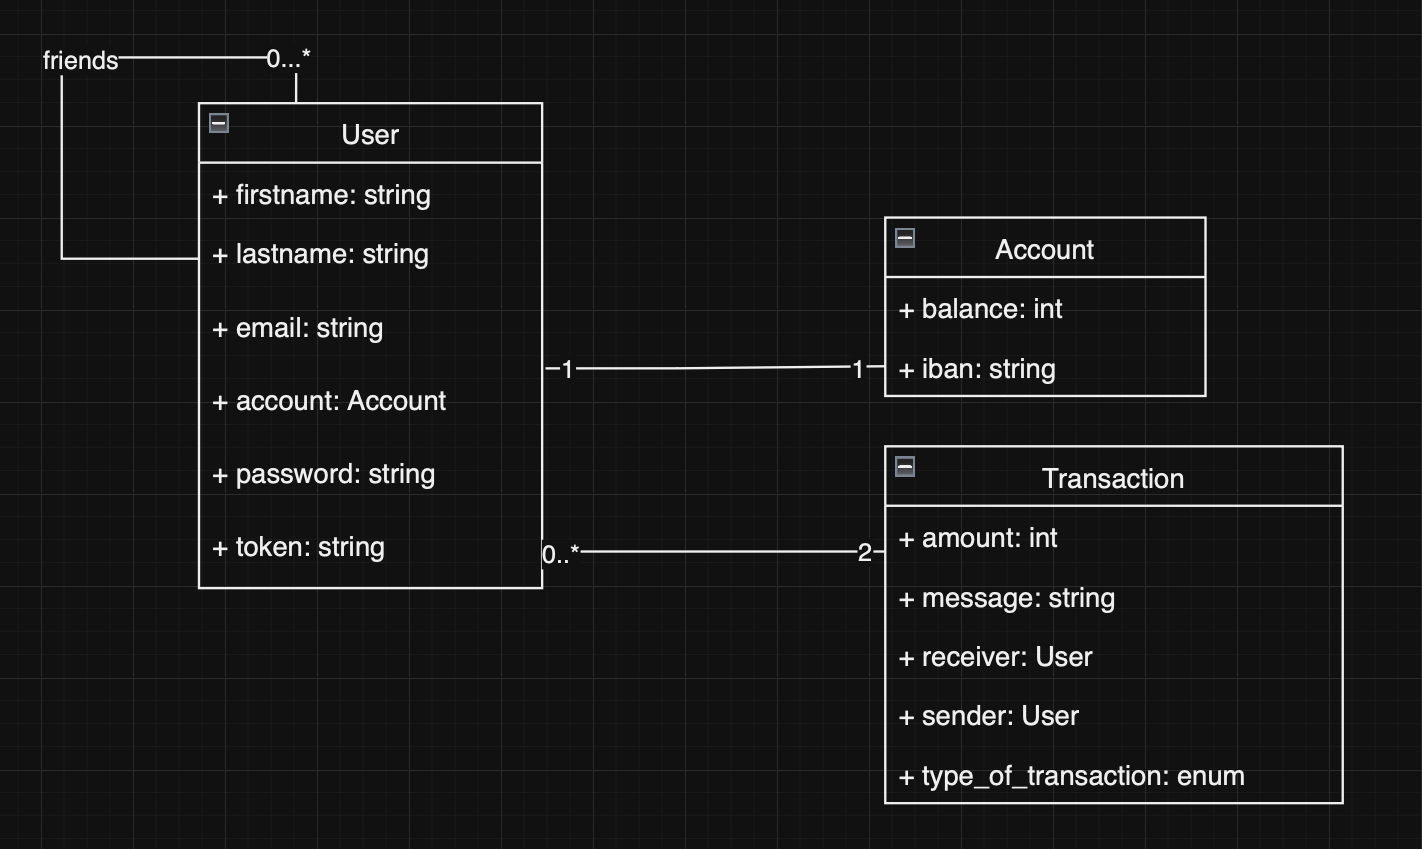 friends
0...*
User
+ firstname: string
+ lastname: string
+ email: string
+ account: Account
+ password: string
+ token: string
1
1
0..*
2
Account
+ balance: int
+ iban: string
Transaction
+ amount: int
+ message: string
+ receiver: User
+ sender: User
+ type_of_transaction: enum